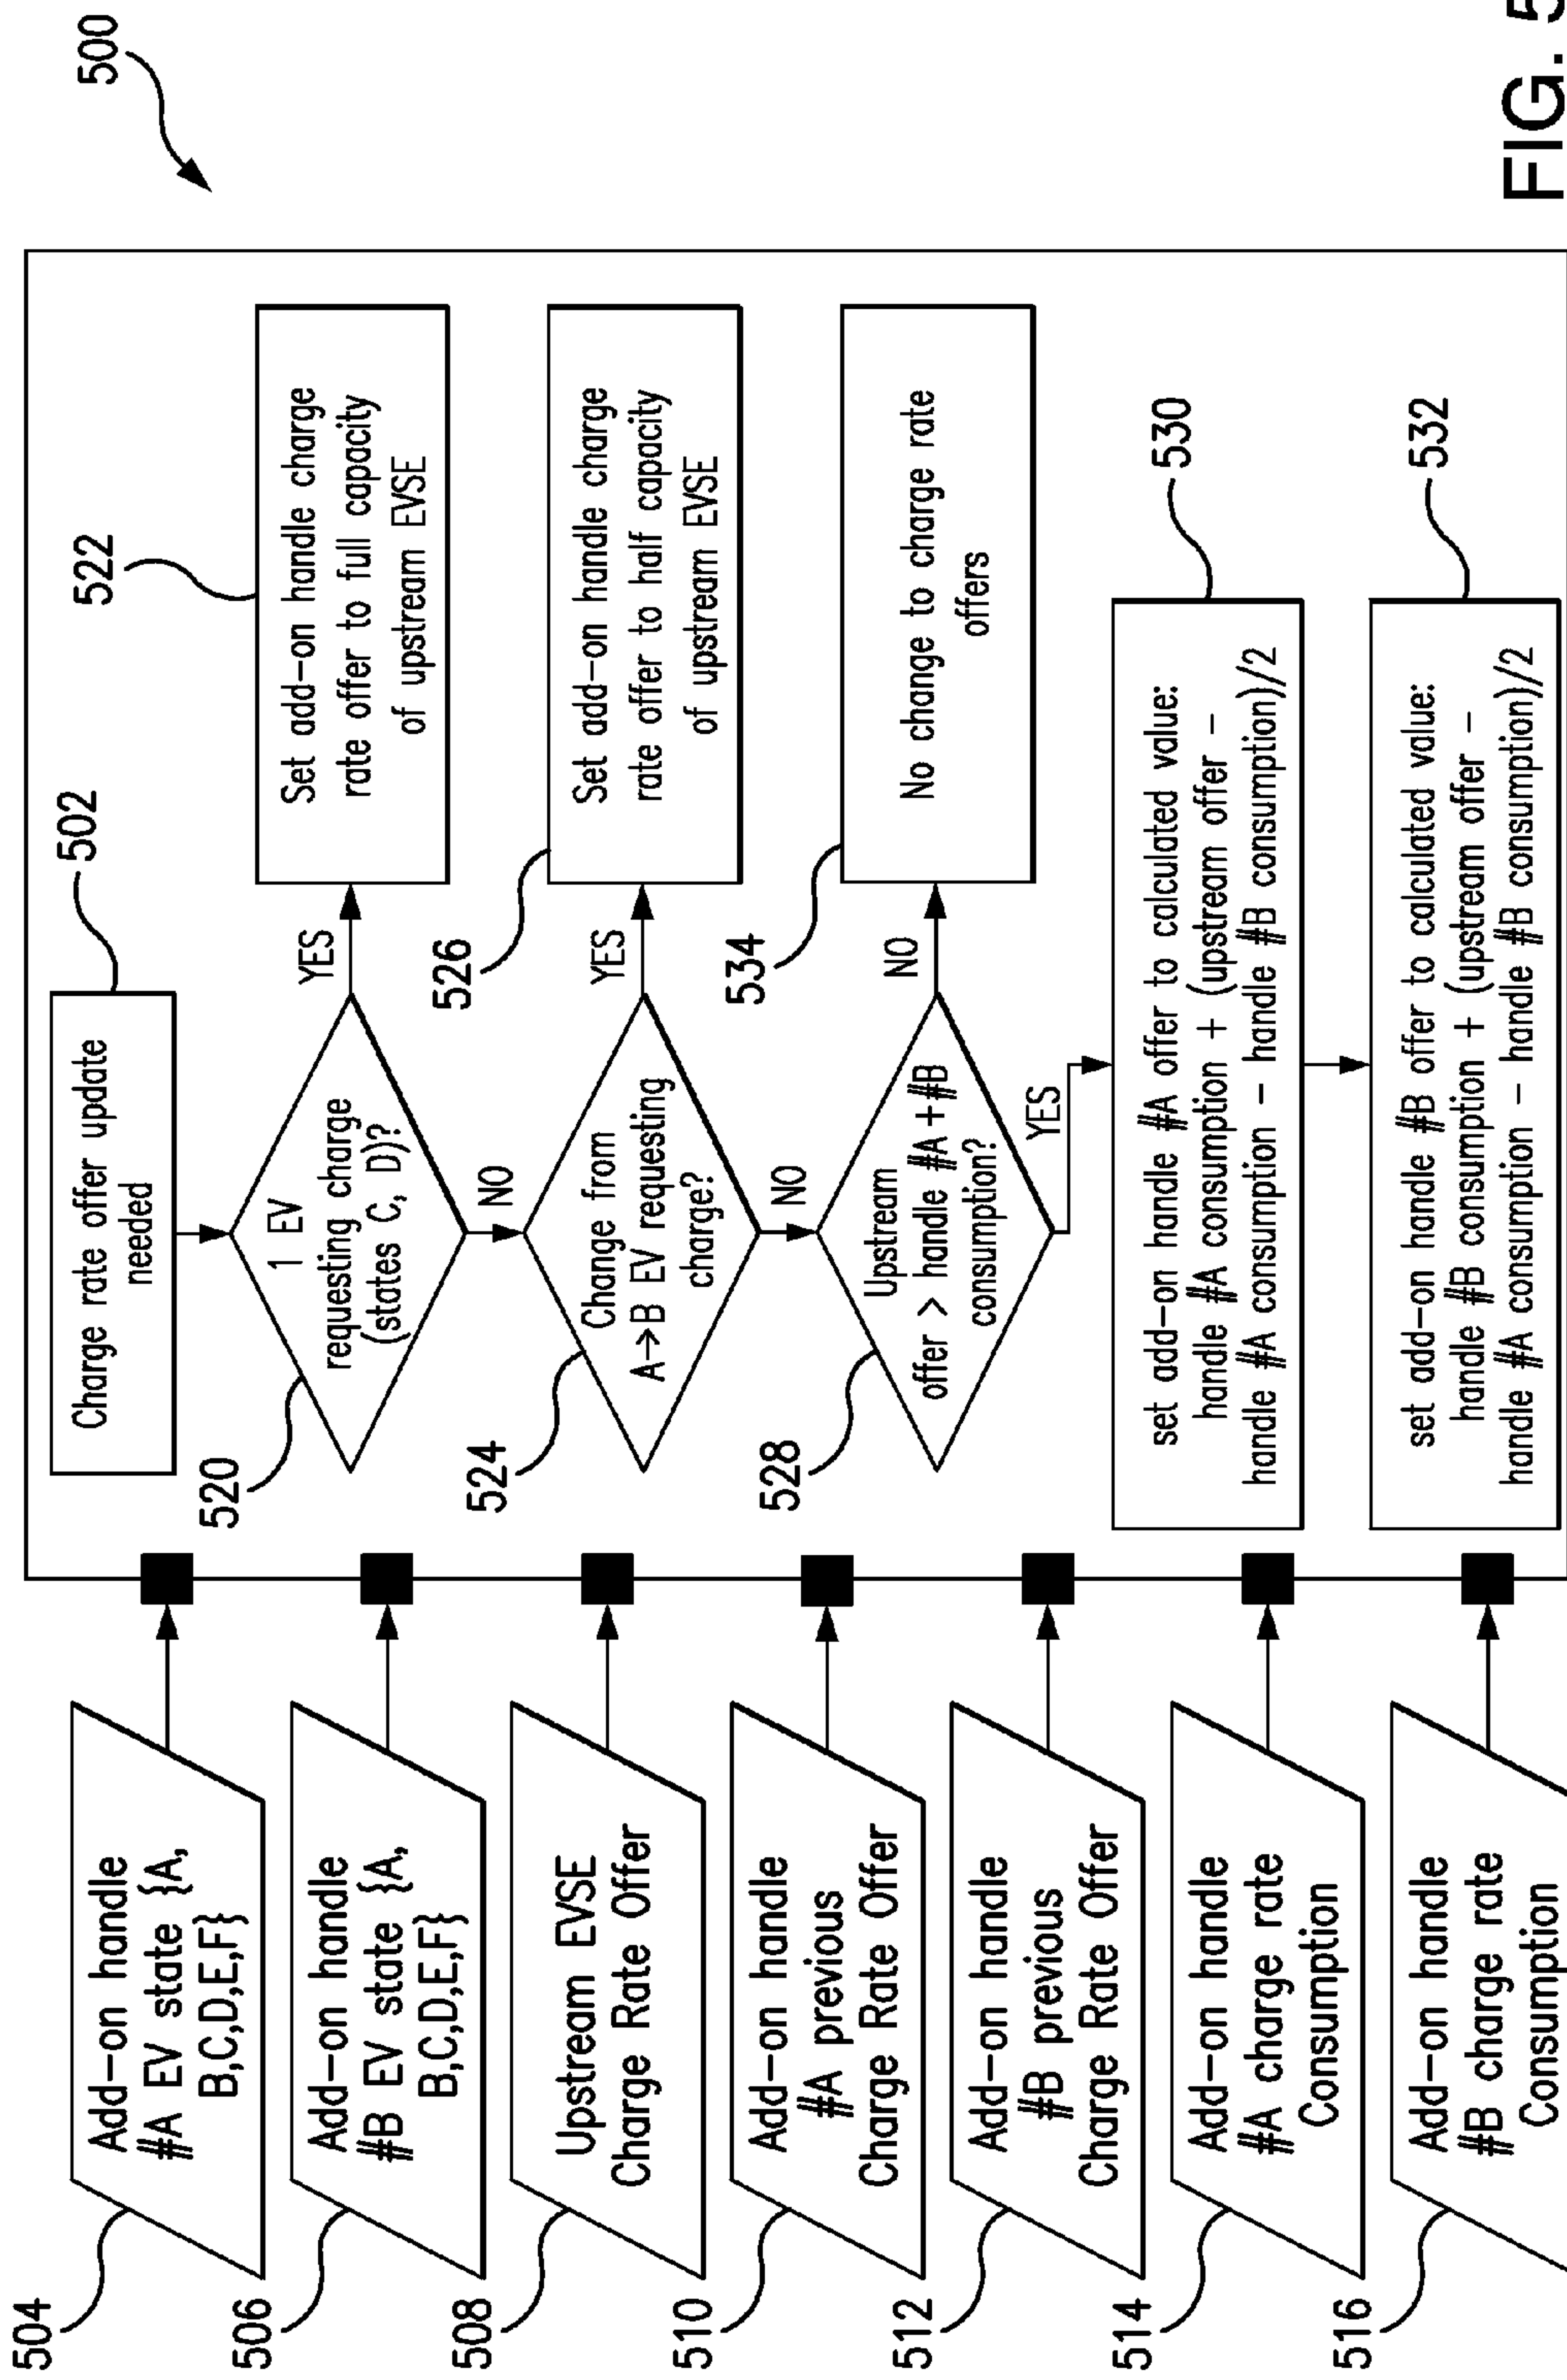 500
504
Add-on handle
#A EV state {A,
B,C,D,E,F}
506
Add-on handle
#B EV state {A,
B,C,D,E,F}
508
Upstream EVSE
Charge Rate Offer
510
Add-on handle
#A previous
Charge Rate Offer
512
Add-on handle
#B previous
Charge Rate Offer
514
Add-on handle
#A charge rate
Consumption
516
Add-on handle
#B charge rate
Consumption
502
Charge rate offer update
needed
520
1 EV
requesting charge
(states C, D)?
YES
522
Set add-on handle charge
rate offer to full capacity
of upstream EVSE
NO
524
Change from
A→B EV requesting
charge?
YES
526
Set add-on handle charge
rate offer to half capacity
of upstream EVSE
NO
528
Upstream
offer > handle #A+#B
consumption?
NO
534
No change to charge rate
offers
YES
530
set add-on handle #A offer to calculated value:
handle #A consumption + (upstream offer -
handle #A consumption - handle #B consumption)/2
532
set add-on handle #B offer to calculated value:
handle #B consumption + (upstream offer -
handle #A consumption - handle #B consumption)/2
FIG. 5